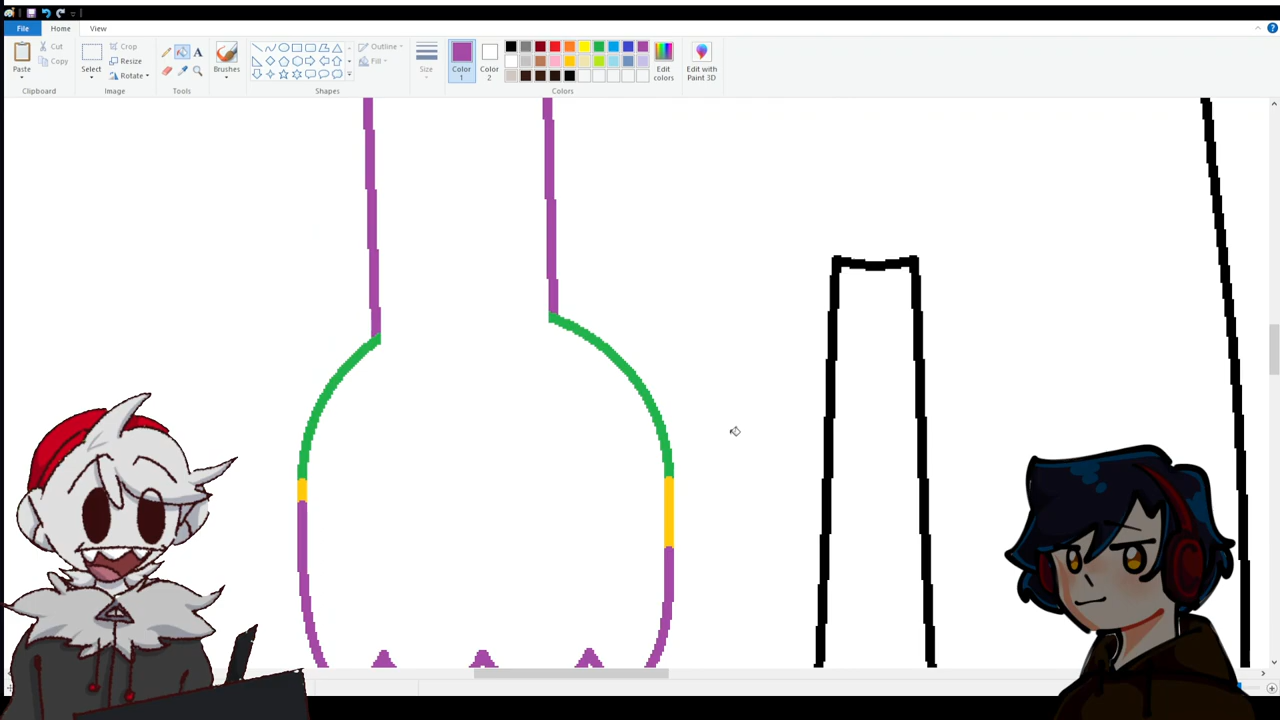 File Home View
Cut
Copy
Paste
Clipboard
Select
Crop
Resize
Rotate
Image
A
Tools
Brushes
Outline
Fill
Shapes
Size
Color 1
Color 2
Edit colors
Colors
Edit with Paint 3D